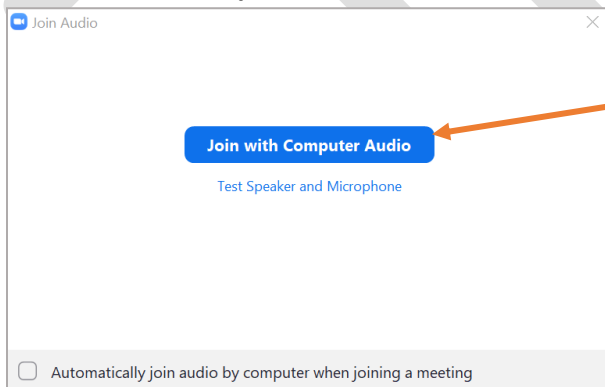 Join Audio
Join with Computer Audio
Test Speaker and Microphone
Automatically join audio by computer when joining a meeting